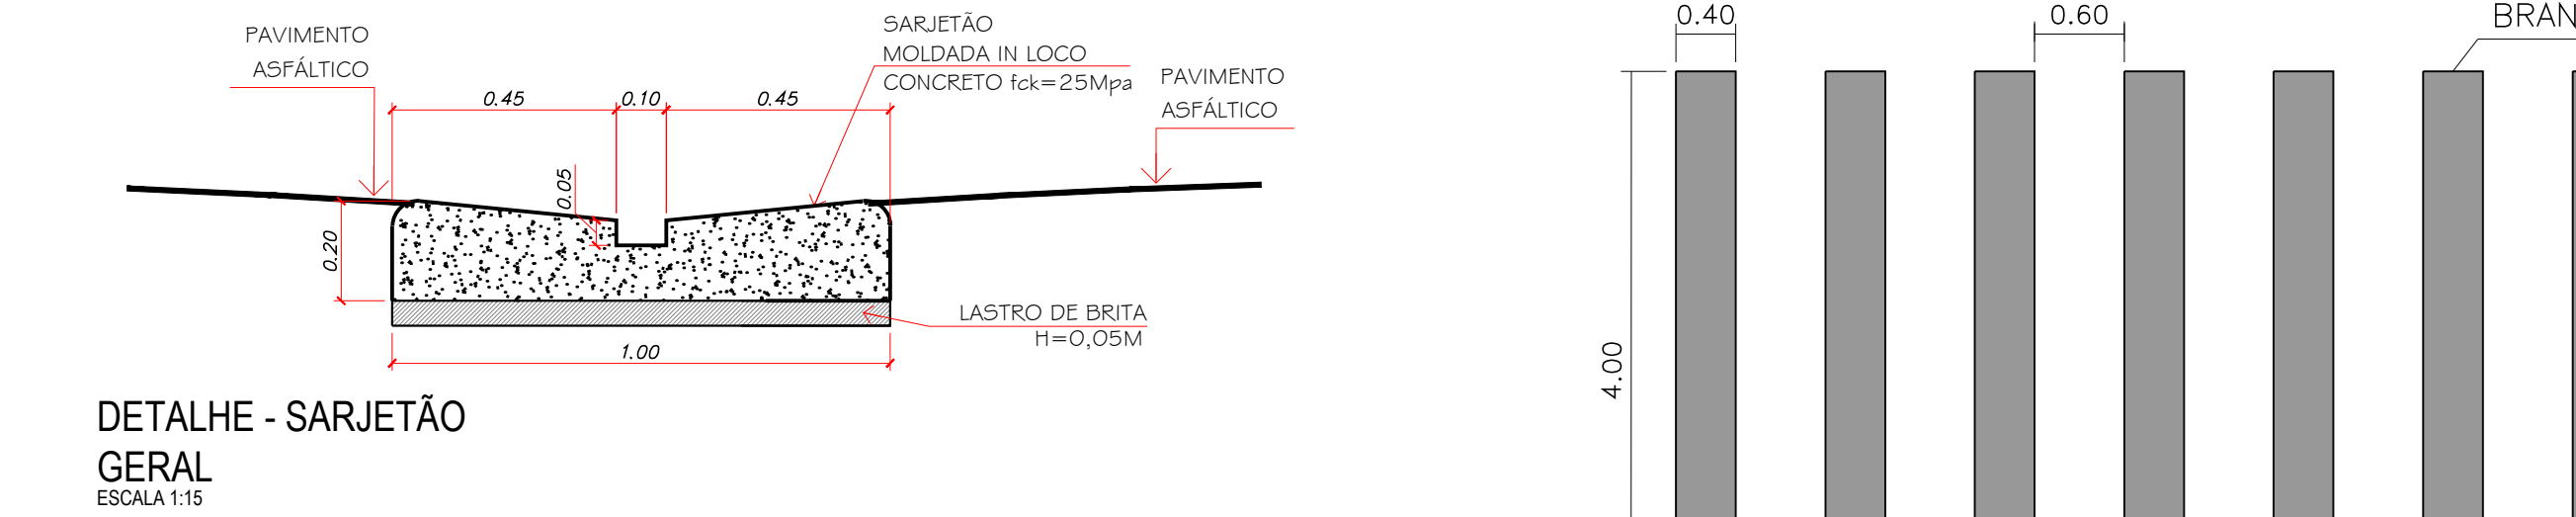 PAVIMENTO
ASFÁLTICO
SARJETÃO
MOLDADA IN LOCO
CONCRETO fck=25Mpa
PAVIMENTO
ASFÁLTICO
0.45
0.10
0.45
0.05
0.20
LASTRO DE BRITA
H=0,05M
1.00
DETALHE - SARJETÃO
GERAL
ESCALA 1:15
0.40
0.60
BRAN
4.00